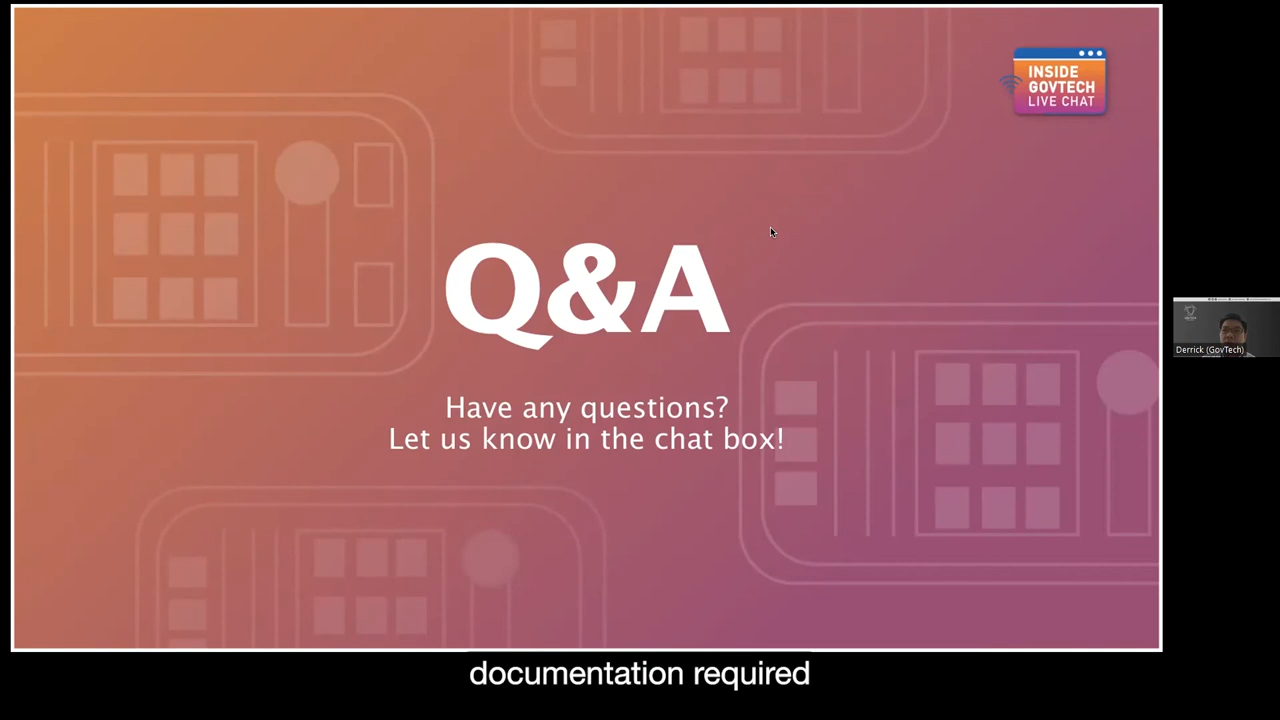 INSIDE
GOVTECH
LIVE CHAT
Q&A
Have any questions?
Let us know in the chat box!
Derrick (GovTech)
documentation required